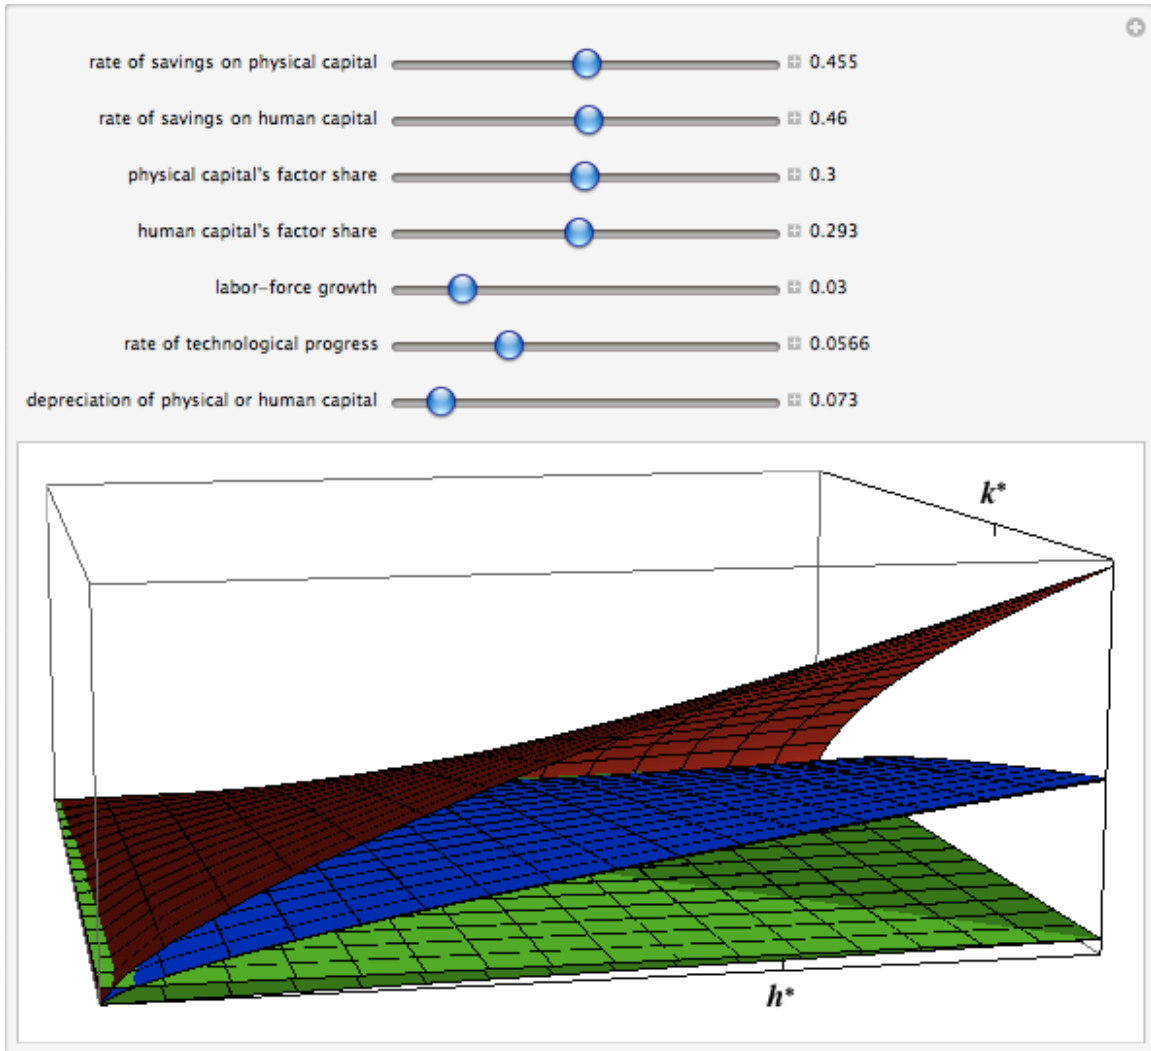 rate of savings on physical capital 0.455
rate of savings on human capital 0.46
physical capital's factor share 0.3
human capital's factor share 0.293
labor-force growth 0.03
rate of technological progress 0.0566
depreciation of physical or human capital 0.073
k*
h*